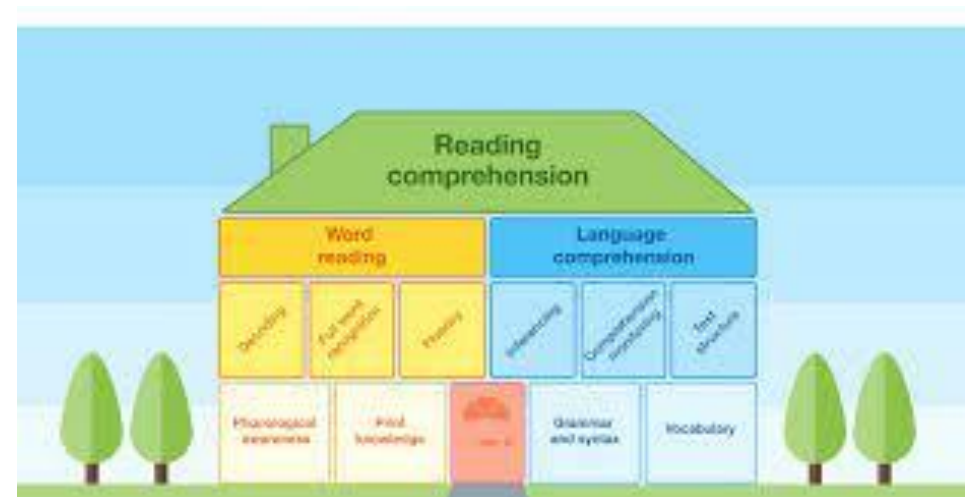 Reading
comprehension
Word
reading
Language
comprehension
Decoding
Full word
recognition
Fluency
Inferencing
Comprehension
monitoring
Text
structure
Phonological
awareness
Print
knowledge
Grammar
and syntax
Vocabulary